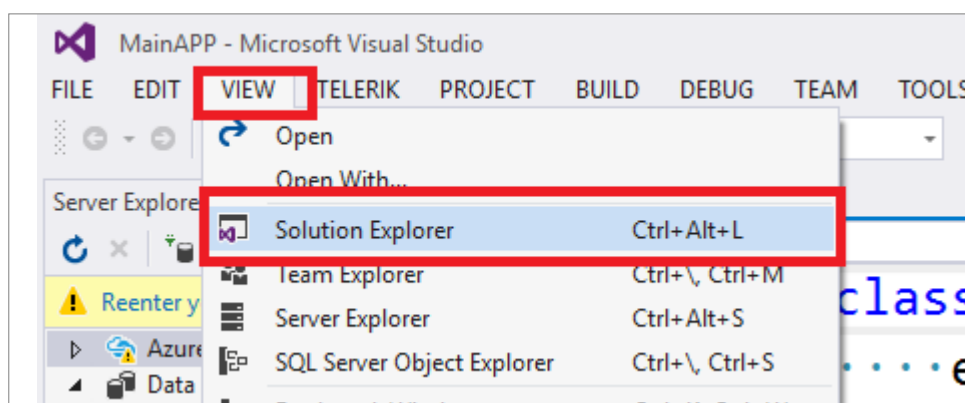 MainAPP - Microsoft Visual Studio
FILE EDIT VIEW TELERIK PROJECT BUILD DEBUG TEAM TOOLS
Open
Open With...
Server Explore
Solution Explorer Ctrl+Alt+L
Team Explorer Ctrl+\, Ctrl+M
class
Reenter y
Server Explorer Ctrl+Alt+S
Azure
SQL Server Object Explorer Ctrl+\, Ctrl+S
Data